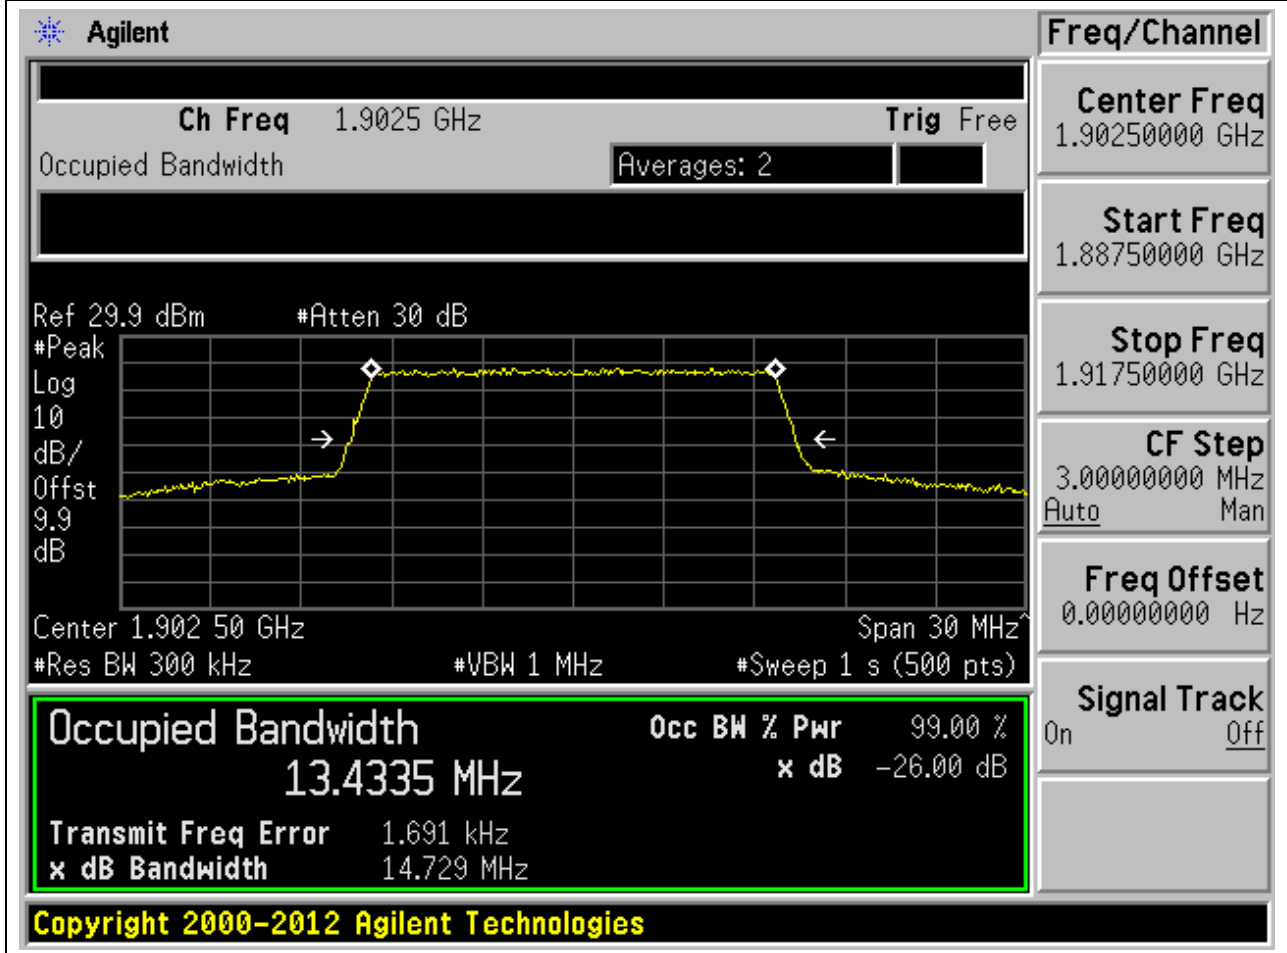 Agilent
Freq/Channel
Ch Freq 1.9025 GHz Trig Free
Occupied Bandwidth Averages: 2
Center Freq
1.90250000 GHz
Start Freq
1.88750000 GHz
Stop Freq
1.91750000 GHz
CF Step
3.00000000 MHz
Auto Man
Freq Offset
0.00000000 Hz
Signal Track
On Off
Ref 29.9 dBm #Atten 30 dB
#Peak
Log
10
dB/
Offst
9.9
dB
Center 1.902 50 GHz Span 30 MHz^
#Res BW 300 kHz #VBW 1 MHz #Sweep 1 s (500 pts)
Occupied Bandwidth Occ BW % Pwr 99.00 %
13.4335 MHz x dB -26.00 dB
Transmit Freq Error 1.691 kHz
x dB Bandwidth 14.729 MHz
Copyright 2000-2012 Agilent Technologies